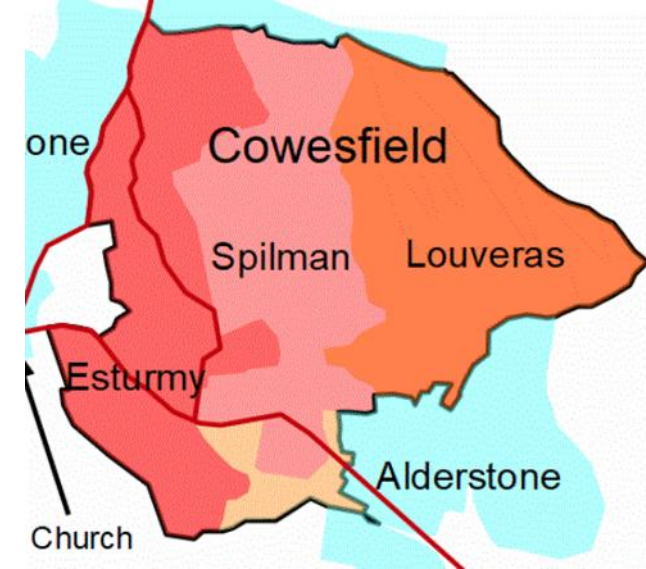 one
Cowesfield
Spilman
Louveras
Esturmy
Alderstone
Church